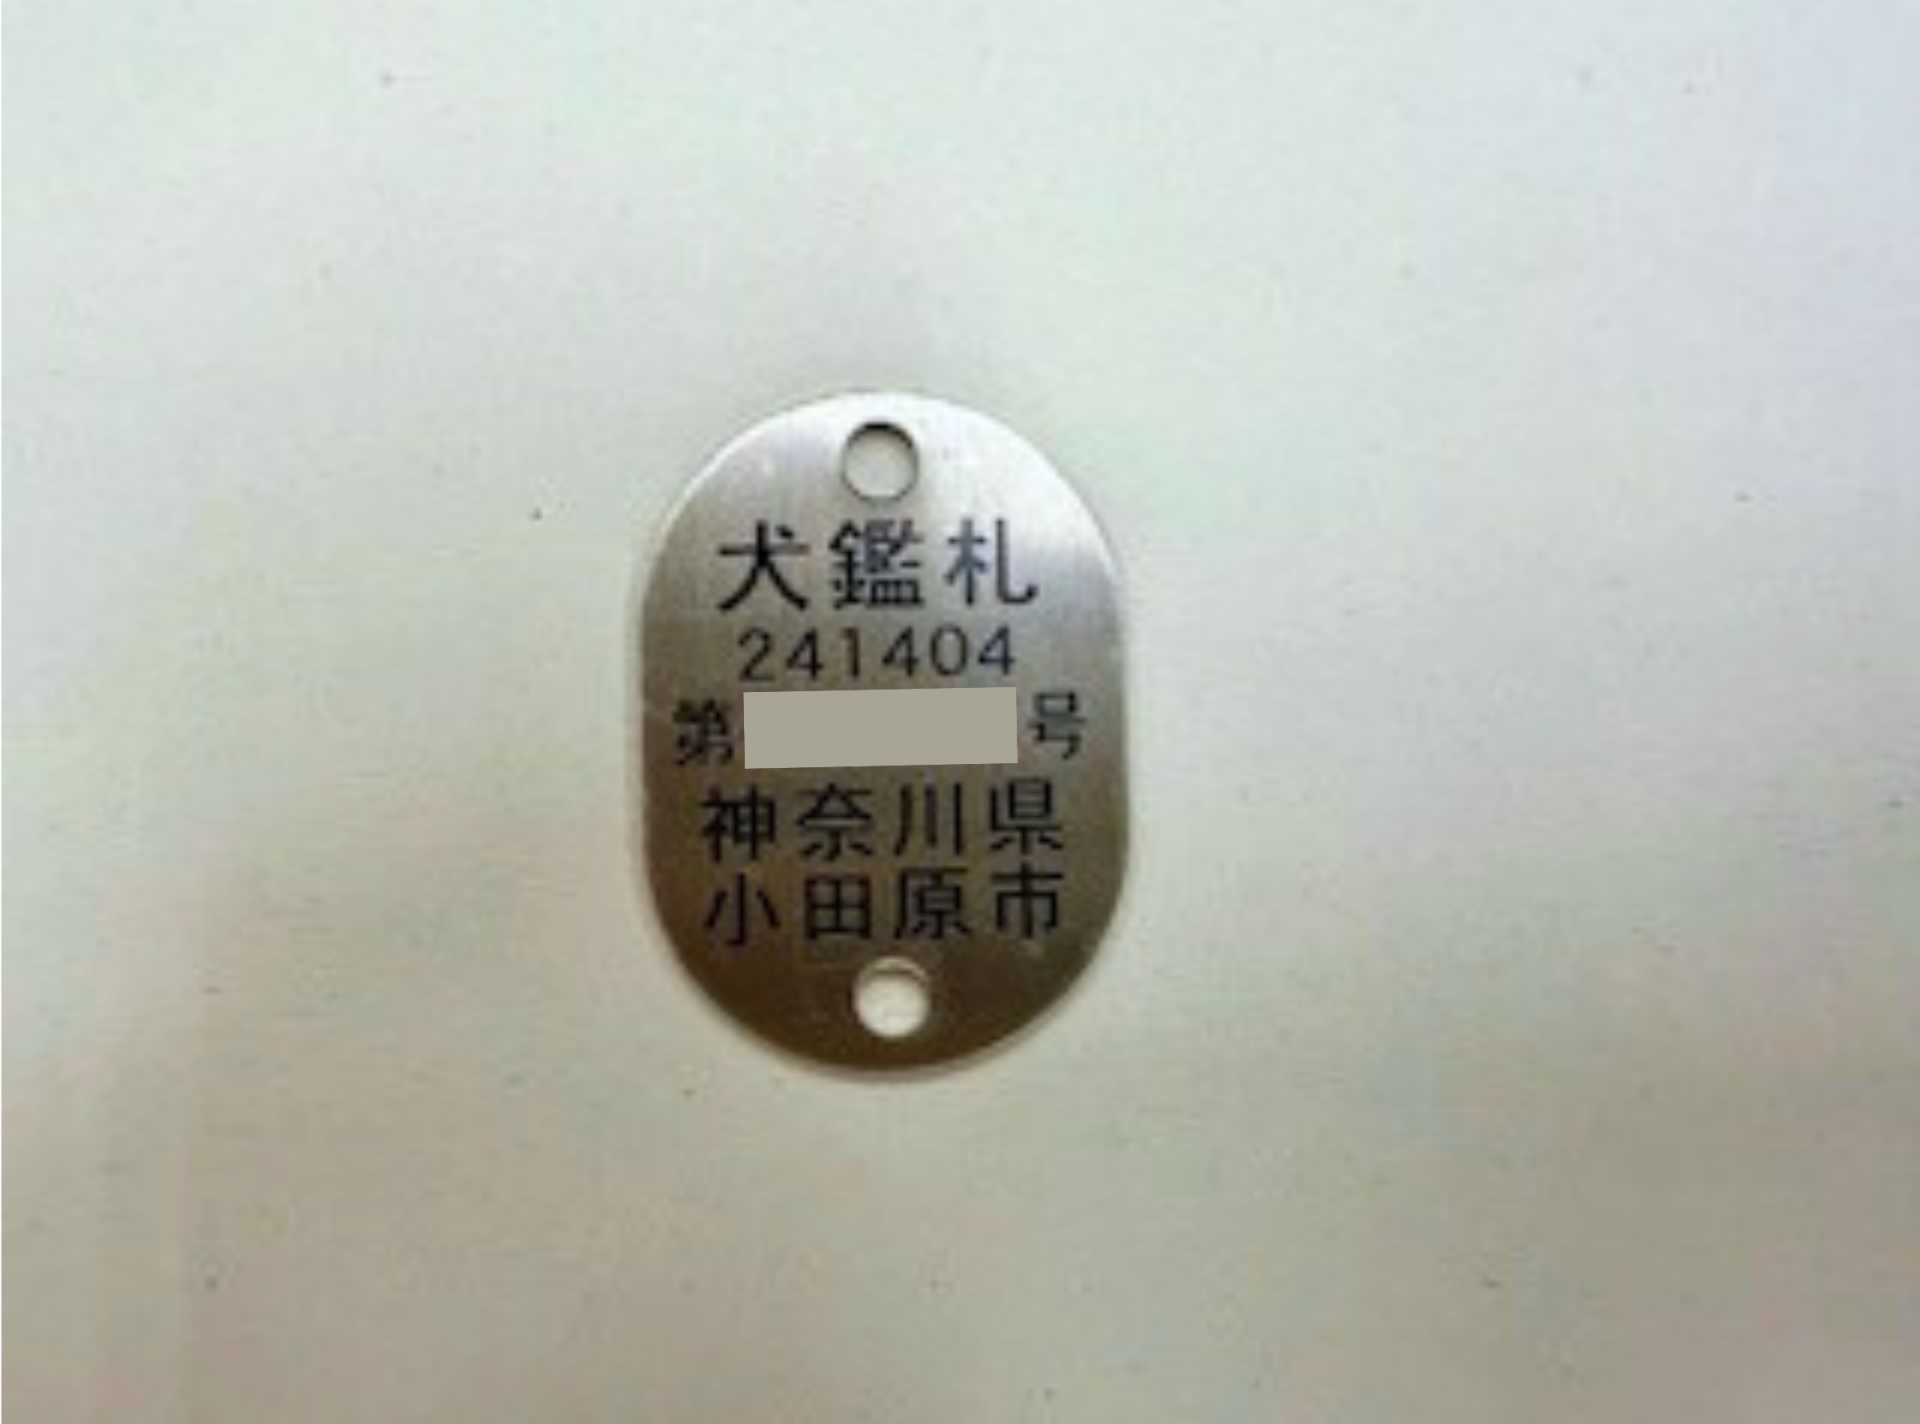 犬鑑札
241404
第 号
神奈川県
小田原市